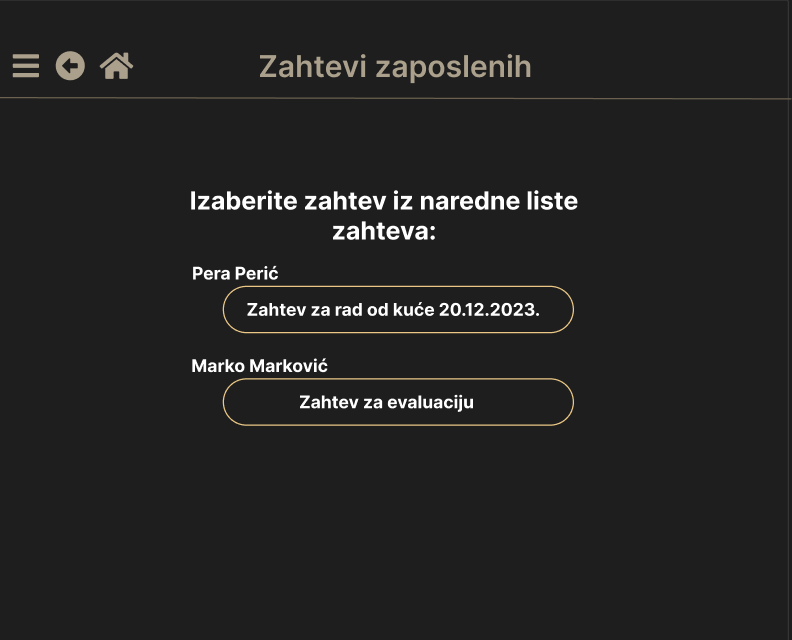 Zahtevi zaposlenih
Izaberite zahtev iz naredne liste
zahteva:
Pera Perić
Zahtev za rad od kuće 20.12.2023.
Marko Marković
Zahtev za evaluaciju